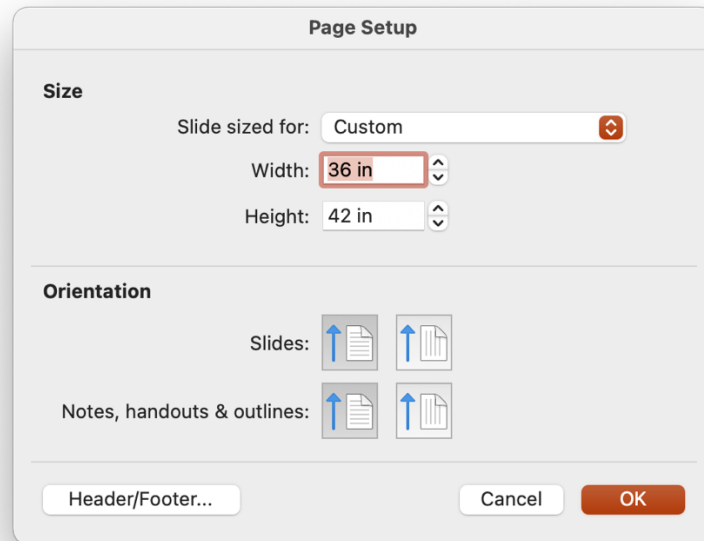 Page Setup
Size
Slide sized for: Custom
Width: 36 in
Height: 42 in
Orientation
Slides:
Notes, handouts & outlines:
Header/Footer... Cancel OK